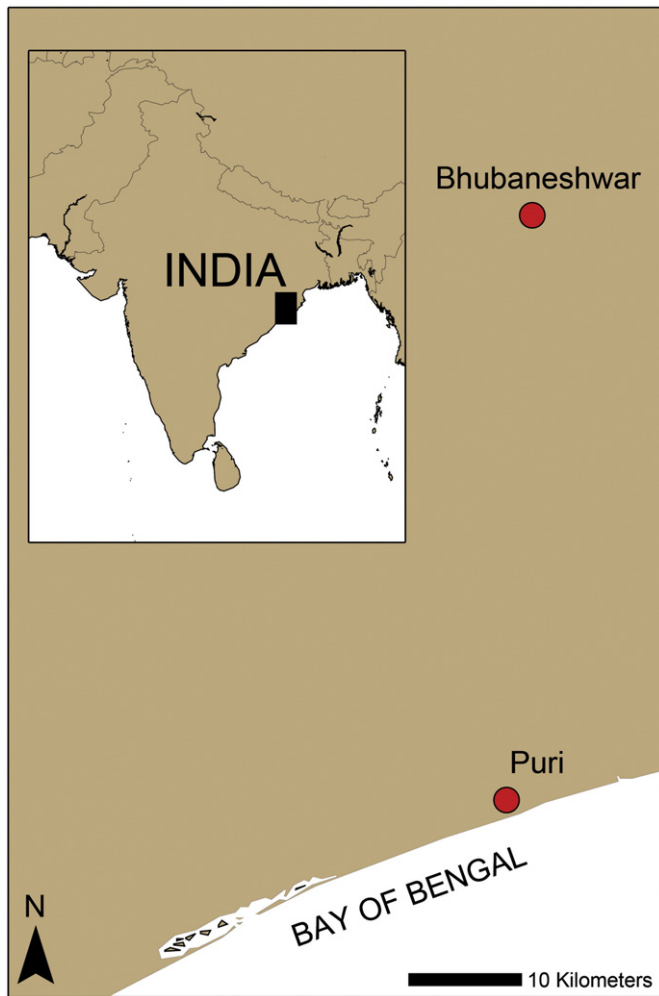 INDIA
Bhubaneshwar
Puri
BAY OF BENGAL
N
10 Kilometers